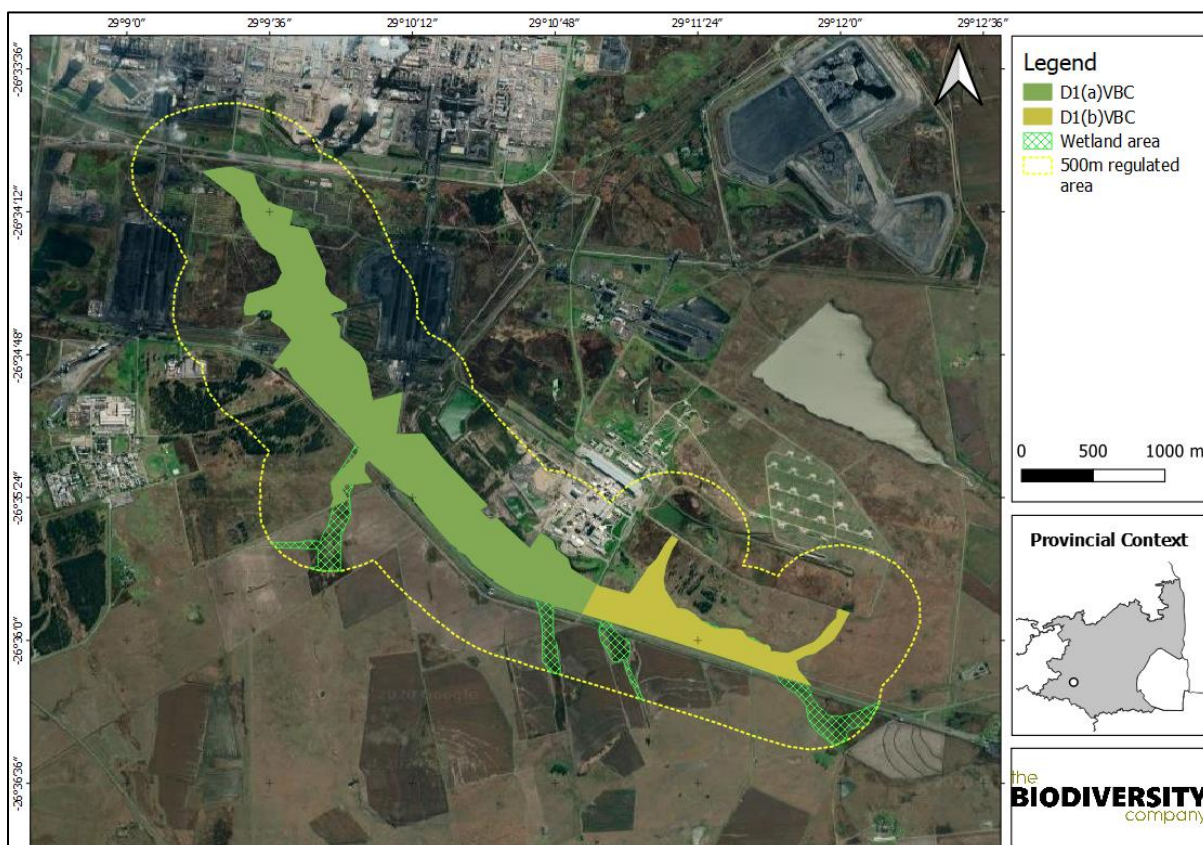 29°9′0″ 29°9′36″ 29°10′12″ 29°10′48″ 29°11′24″ 29°12′0″ 29°12′36″
-26°33′36″
-26°34′12″
-26°34′48″
-26°35′24″
-26°36′0″
-26°36′36″
2020 Google
Legend
D1(a)VBC
D1(b)VBC
Wetland area
500m regulated
area
0 500 1000 m
Provincial Context
the
BIODIVERSITY
company